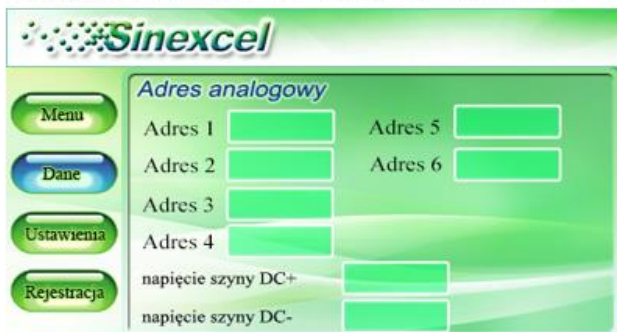 Sinexcel
Adres analogowy
Menu
Dane
Ustawienia
Rejestracja
Adres 1
Adres 2
Adres 3
Adres 4
Adres 5
Adres 6
napięcie szyny DC+
napięcie szyny DC-